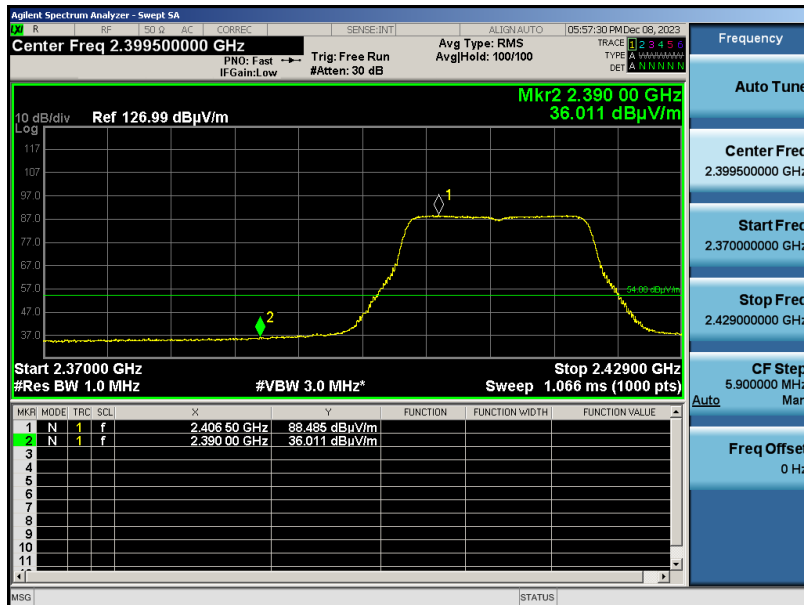 Agilent Spectrum Analyzer - Swept SA
LXI R RF 50 Ω AC CORREC SENSE:INT ALIGN AUTO 05:57:30 PM Dec 08, 2023
Center Freq 2.399500000 GHz
PNO: Fast
IFGain:Low
Trig: Free Run
#Atten: 30 dB
Avg Type: RMS
Avg|Hold: 100/100
TRACE 1 2 3 4 5 6
TYPE A WWWWW
DET A N N N N N
Mkr2 2.390 00 GHz
36.011 dBµV/m
10 dB/div
Log
Ref 126.99 dBµV/m
117
107
97.0
87.0
77.0
67.0
57.0
47.0
37.0
1
2
54.00 dBµV/m
Start 2.37000 GHz Stop 2.42900 GHz
#Res BW 1.0 MHz #VBW 3.0 MHz* Sweep 1.066 ms (1000 pts)
MKR MODE TRC SCL X Y FUNCTION FUNCTION WIDTH FUNCTION VALUE
1 N 1 f 2.406 50 GHz 88.485 dBµV/m
2 N 1 f 2.390 00 GHz 36.011 dBµV/m
3
4
5
6
7
8
9
10
11
MSG STATUS
Frequency
Auto Tune
Center Freq
2.399500000 GHz
Start Freq
2.370000000 GHz
Stop Freq
2.429000000 GHz
CF Step
5.900000 MHz
Auto Man
Freq Offset
0 Hz